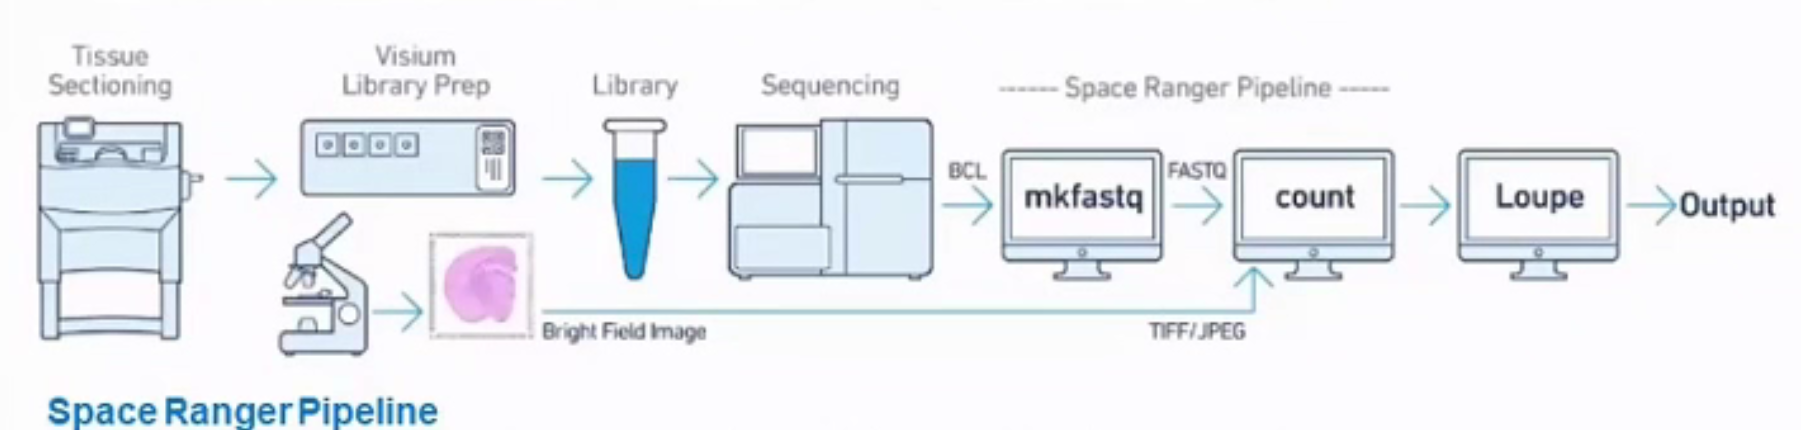 Tissue
Sectioning
Visium
Library Prep
Library
Sequencing
------ Space Ranger Pipeline -----
BCL
mkfastq
FASTQ
count
Loupe
Output
Bright Field Image
TIFF/JPEG
Space Ranger Pipeline